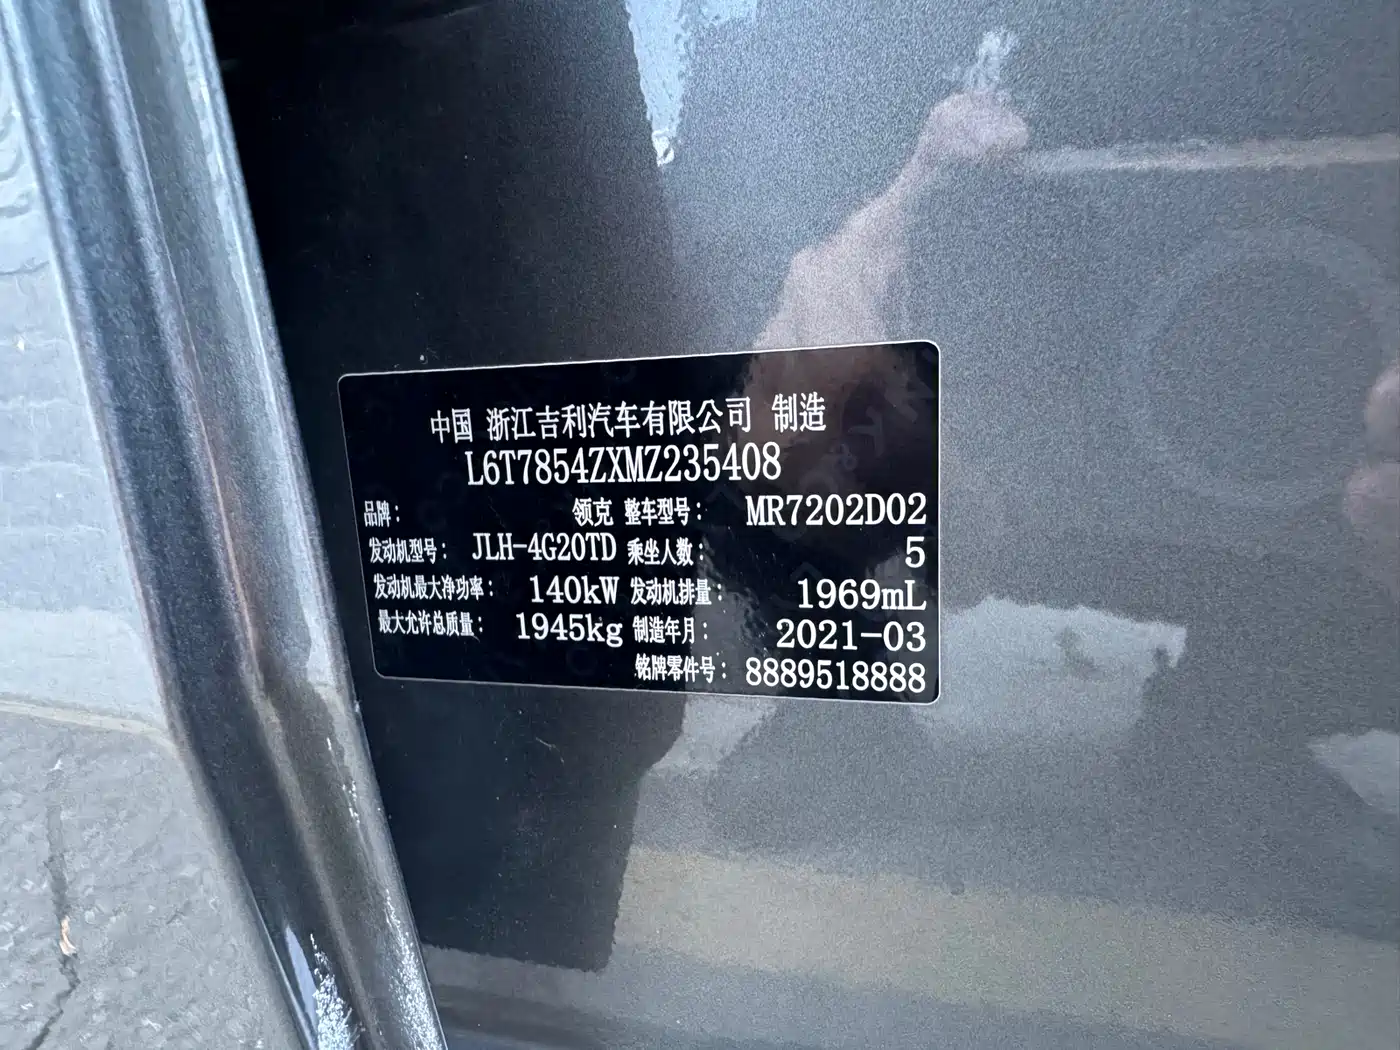 中国 浙江吉利汽车有限公司 制造
L6T7854ZXMZ235408
品牌： 领克 整车型号： MR7202D02
发动机型号： JLH-4G20TD 乘坐人数： 5
发动机最大净功率： 140kW 发动机排量： 1969mL
最大允许总质量： 1945kg 制造年月： 2021-03
铭牌零件号： 8889518888